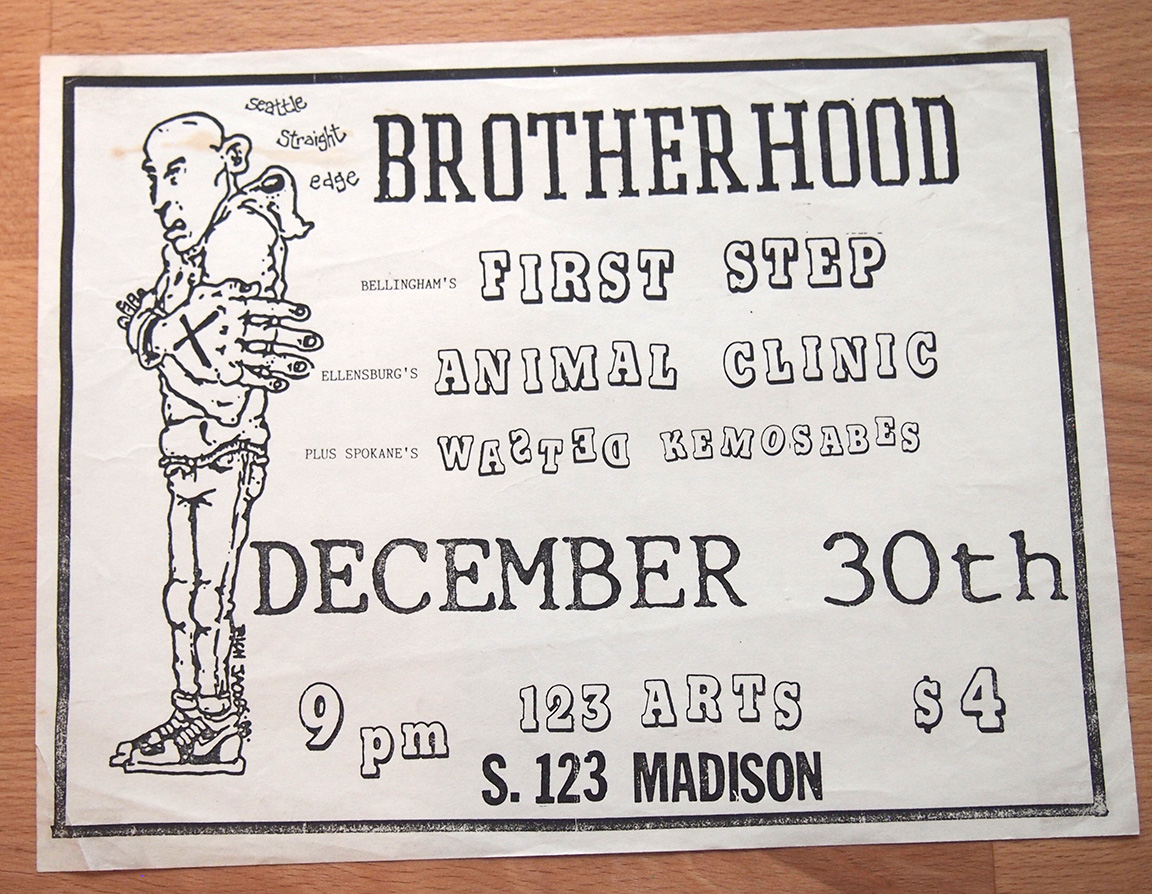 seattle
straight
edge
BROTHERHOOD
BELLINGHAM'S FIRST STEP
ELLENSBURG'S ANIMAL CLINIC
PLUS SPOKANE'S WASTED KEMOSABES
DECEMBER 30th
9 pm 123 ARTS $4
S. 123 MADISON
X